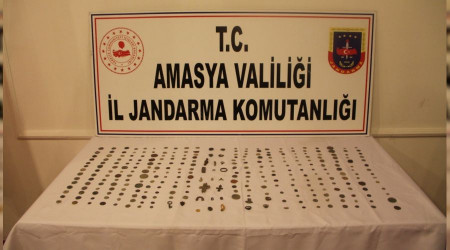 T.C.
AMASYA VALİLİĞİ
İL JANDARMA KOMUTANLIĞI